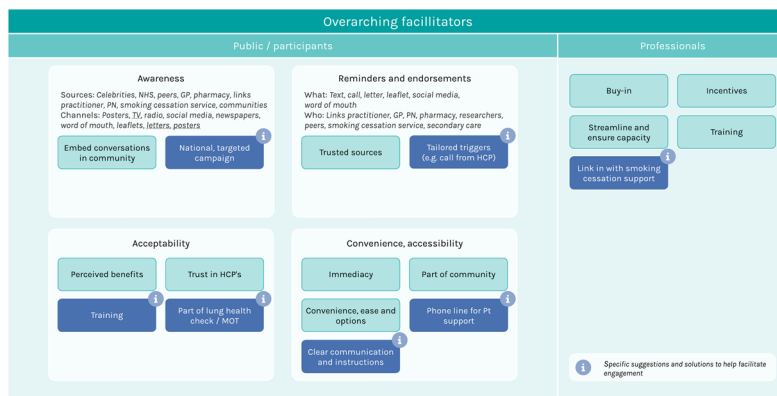 Overarching facillitators
Public / participants
Professionals
Awareness
Sources: Celebrities, NHS, peers, GP, pharmacy, links
practitioner, PN, smoking cessation service, communities
Channels: Posters, TV, radio, social media, newspapers,
word of mouth, leaflets, letters, posters
Embed conversations
in community
National, targeted
campaign
i
Reminders and endorsements
What: Text, call, letter, leaflet, social media,
word of mouth
Who: Links practitioner, GP, PN, pharmacy, researchers,
peers, smoking cessation service, secondary care
Trusted sources
Tailored triggers
(e.g. call from HCP)
i
Acceptability
Perceived benefits
Trust in HCP's
Training
i
Part of lung health
check / MOT
i
Convenience, accessibility
Immediacy
Part of community
Convenience, ease and
options
Phone line for Pt
support
i
Clear communication
and instructions
i
Buy-in
Incentives
Streamline and
ensure capacity
Training
Link in with smoking
cessation support
i
i
Specific suggestions and solutions to help facilitate
engagement